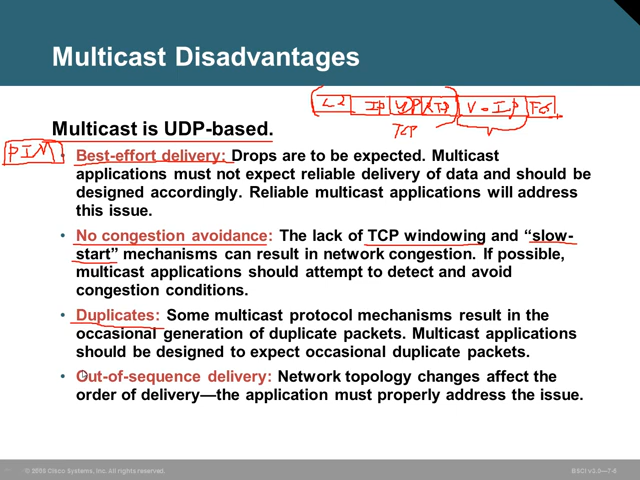 Multicast Disadvantages
L2 IP UDP RTP V.IP
TCP
Multicast is UDP-based.
PIM
• Best-effort delivery: Drops are to be expected. Multicast
applications must not expect reliable delivery of data and should be
designed accordingly. Reliable multicast applications will address
this issue.
• No congestion avoidance: The lack of TCP windowing and “slow-
start” mechanisms can result in network congestion. If possible,
multicast applications should attempt to detect and avoid
congestion conditions.
• Duplicates: Some multicast protocol mechanisms result in the
occasional generation of duplicate packets. Multicast applications
should be designed to expect occasional duplicate packets.
• Out-of-sequence delivery: Network topology changes affect the
order of delivery—the application must properly address the issue.
Cisco Systems, Inc. All rights reserved.
BSCI v3.0—7-6